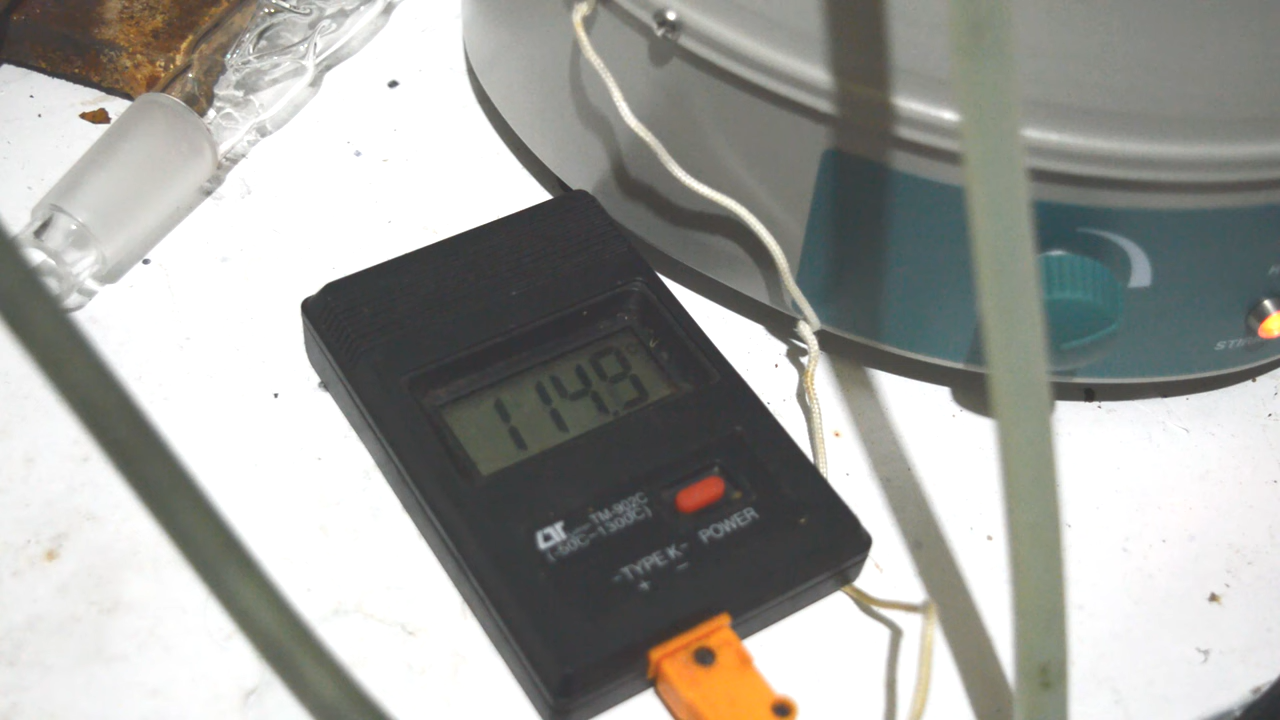 114.9
TM-902C
(-50C~1300C)
POWER
-TYPE K-
+ −